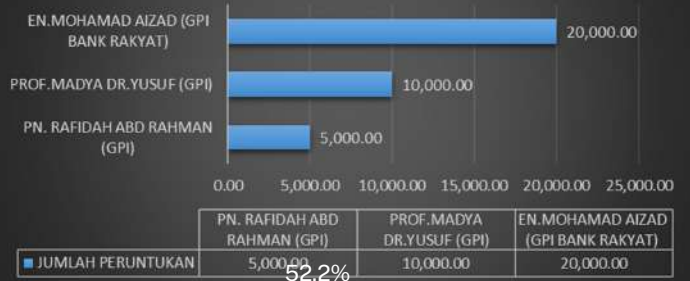 EN.MOHAMAD AIZAD (GPI
BANK RAKYAT)
20,000.00
PROF.MADYA DR.YUSUF (GPI)
10,000.00
PN. RAFIDAH ABD RAHMAN
(GPI)
5,000.00
0.00 5,000.00 10,000.00 15,000.00 20,000.00 25,000.00
PN. RAFIDAH ABD PROF.MADYA EN.MOHAMAD AIZAD
RAHMAN (GPI) DR.YUSUF (GPI) (GPI BANK RAKYAT)
JUMLAH PERUNTUKAN 5,000.00 10,000.00 20,000.00
52.2%